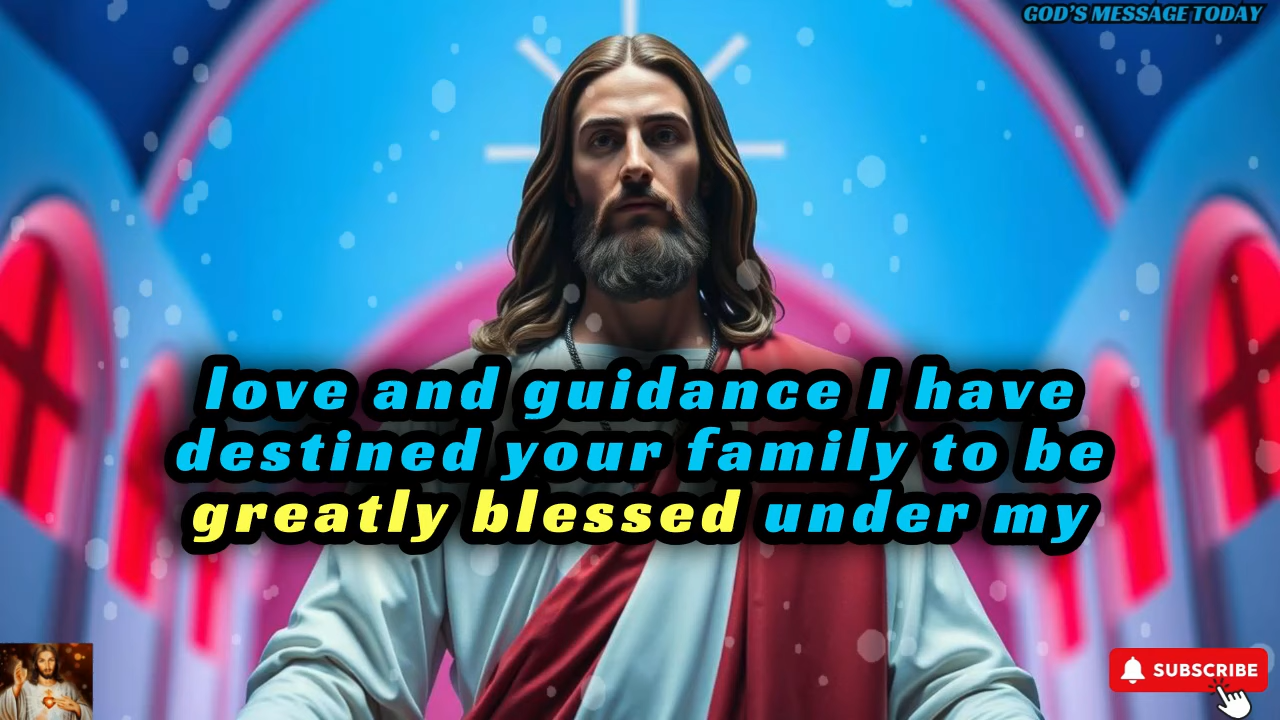 GOD'S MESSAGE TODAY
love and guidance I have
destined your family to be
greatly blessed under my
SUBSCRIBE